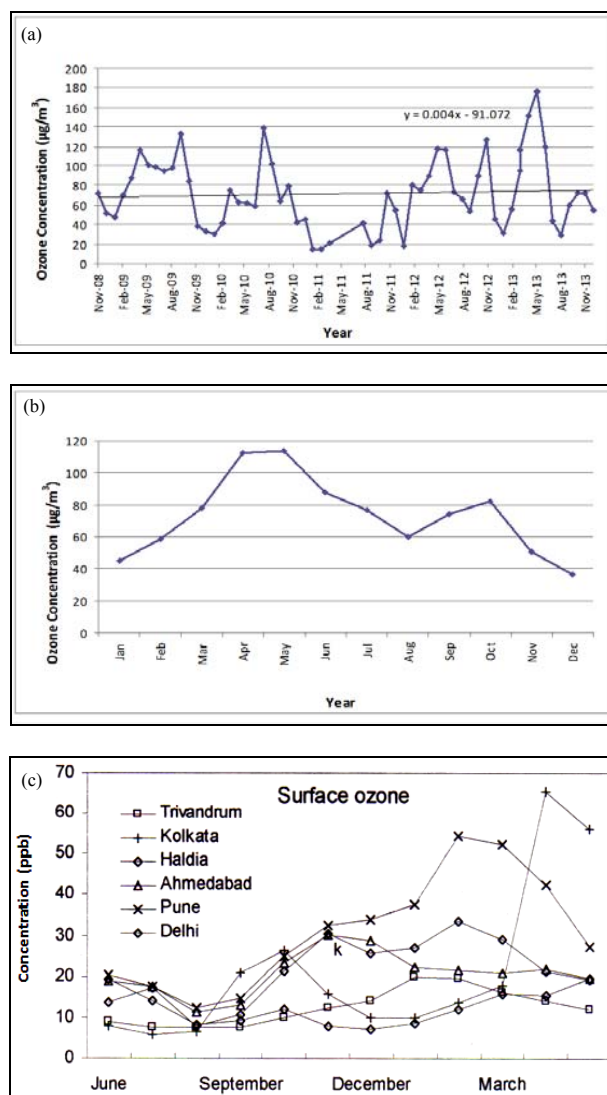 (a)
Ozone Concentration (µg/m³)
200
180
160
140
120
100
80
60
40
20
0
y = 0.004x - 91.072
Nov-08
Feb-09
May-09
Aug-09
Nov-09
Feb-10
May-10
Aug-10
Nov-10
Feb-11
May-11
Aug-11
Nov-11
Feb-12
May-12
Aug-12
Nov-12
Feb-13
May-13
Aug-13
Nov-13
Year
(b)
Ozone Concentration (µg/m³)
120
100
80
60
40
20
0
Jan
Feb
Mar
Apr
May
Jun
Jul
Aug
Sep
Oct
Nov
Dec
Year
(c)
Surface ozone
Concentration (ppb)
70
60
50
40
30
20
10
0
Trivandrum
Kolkata
Haldia
Ahmedabad
Pune
Delhi
k
June September December March